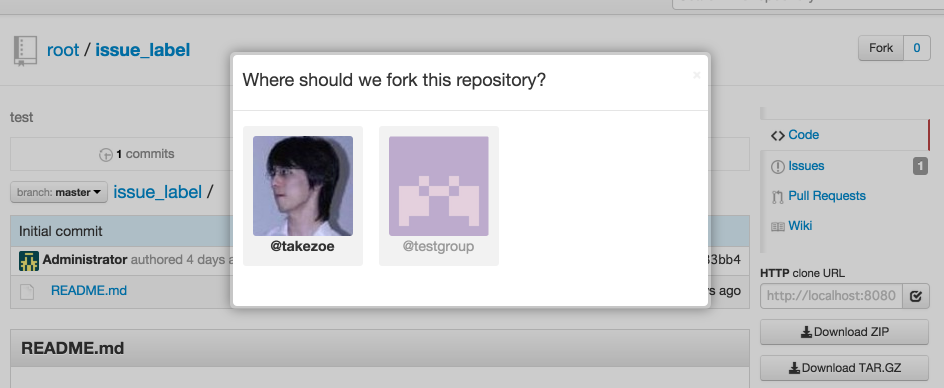 root / issue_label
Fork 0
Where should we fork this repository?
×
test
1 commits
Code
Issues 1
Pull Requests
Wiki
branch: master
issue_label /
@takezoe
@testgroup
Initial commit
Administrator authored 4 days a
33bb4
README.md
s ago
HTTP clone URL
http://localhost:8080
Download ZIP
Download TAR.GZ
README.md